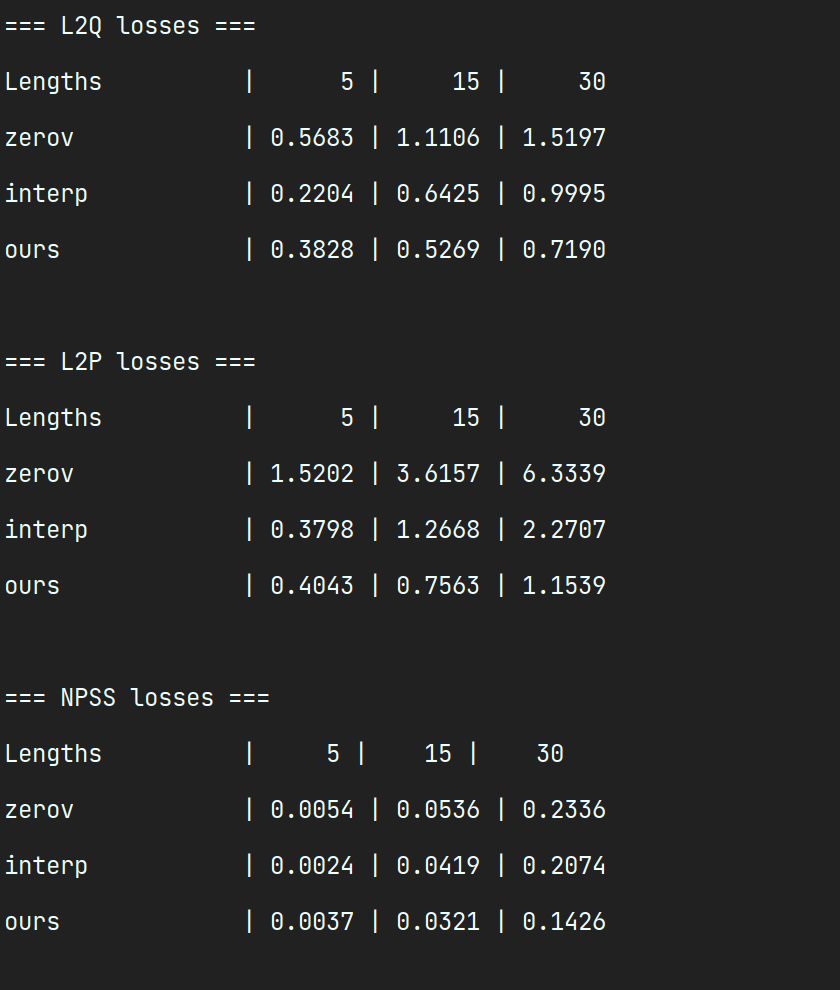 === L2Q losses ===
Lengths          |      5 |     15 |     30
zerov            | 0.5683 | 1.1106 | 1.5197
interp           | 0.2204 | 0.6425 | 0.9995
ours             | 0.3828 | 0.5269 | 0.7190
=== L2P losses ===
Lengths          |      5 |     15 |     30
zerov            | 1.5202 | 3.6157 | 6.3339
interp           | 0.3798 | 1.2668 | 2.2707
ours             | 0.4043 | 0.7563 | 1.1539
=== NPSS losses ===
Lengths          |     5 |    15 |    30
zerov            | 0.0054 | 0.0536 | 0.2336
interp           | 0.0024 | 0.0419 | 0.2074
ours             | 0.0037 | 0.0321 | 0.1426